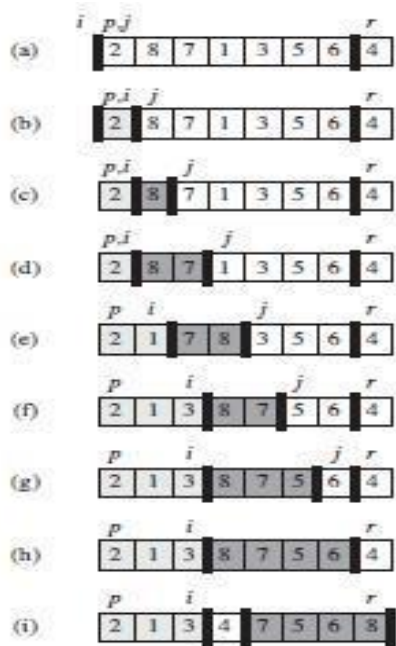 i p,j r
(a) 2 8 7 1 3 5 6 4
p,i j r
(b) 2 8 7 1 3 5 6 4
p,i j r
(c) 2 8 7 1 3 5 6 4
p,i j r
(d) 2 8 7 1 3 5 6 4
p i j r
(e) 2 1 7 8 3 5 6 4
p i j r
(f) 2 1 3 8 7 5 6 4
p i j r
(g) 2 1 3 8 7 5 6 4
p i r
(h) 2 1 3 8 7 5 6 4
p i r
(i) 2 1 3 4 7 5 6 8